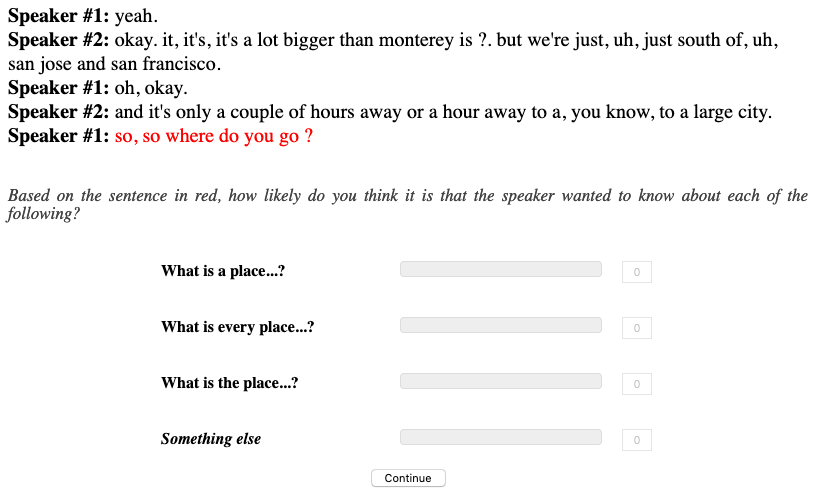 Speaker #1: yeah.
Speaker #2: okay. it, it's, it's a lot bigger than monterey is ?. but we're just, uh, just south of, uh,
san jose and san francisco.
Speaker #1: oh, okay.
Speaker #2: and it's only a couple of hours away or a hour away to a, you know, to a large city.
Speaker #1: so, so where do you go ?
Based on the sentence in red, how likely do you think it is that the speaker wanted to know about each of the
following?
What is a place...? 0
What is every place...? 0
What is the place...? 0
Something else 0
Continue